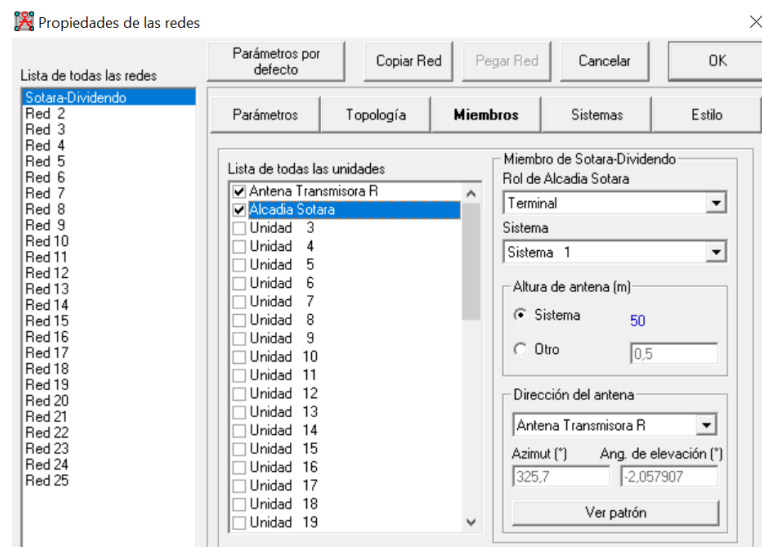 Propiedades de las redes
Lista de todas las redes
Sotara-Dividendo
Red 2
Red 3
Red 4
Red 5
Red 6
Red 7
Red 8
Red 9
Red 10
Red 11
Red 12
Red 13
Red 14
Red 15
Red 16
Red 17
Red 18
Red 19
Red 20
Red 21
Red 22
Red 23
Red 24
Red 25
Parámetros por
defecto
Copiar Red
Pegar Red
Cancelar
OK
Parámetros
Topología
Miembros
Sistemas
Estilo
Lista de todas las unidades
Antena Transmisora R
Alcadia Sotara
Unidad 3
Unidad 4
Unidad 5
Unidad 6
Unidad 7
Unidad 8
Unidad 9
Unidad 10
Unidad 11
Unidad 12
Unidad 13
Unidad 14
Unidad 15
Unidad 16
Unidad 17
Unidad 18
Unidad 19
Miembro de Sotara-Dividendo
Rol de Alcadia Sotara
Terminal
Sistema
Sistema 1
Altura de antena (m)
Sistema 50
Otro 0,5
Dirección del antena
Antena Transmisora R
Azimut (°) Ang. de elevación (°)
325,7 -2,057907
Ver patrón